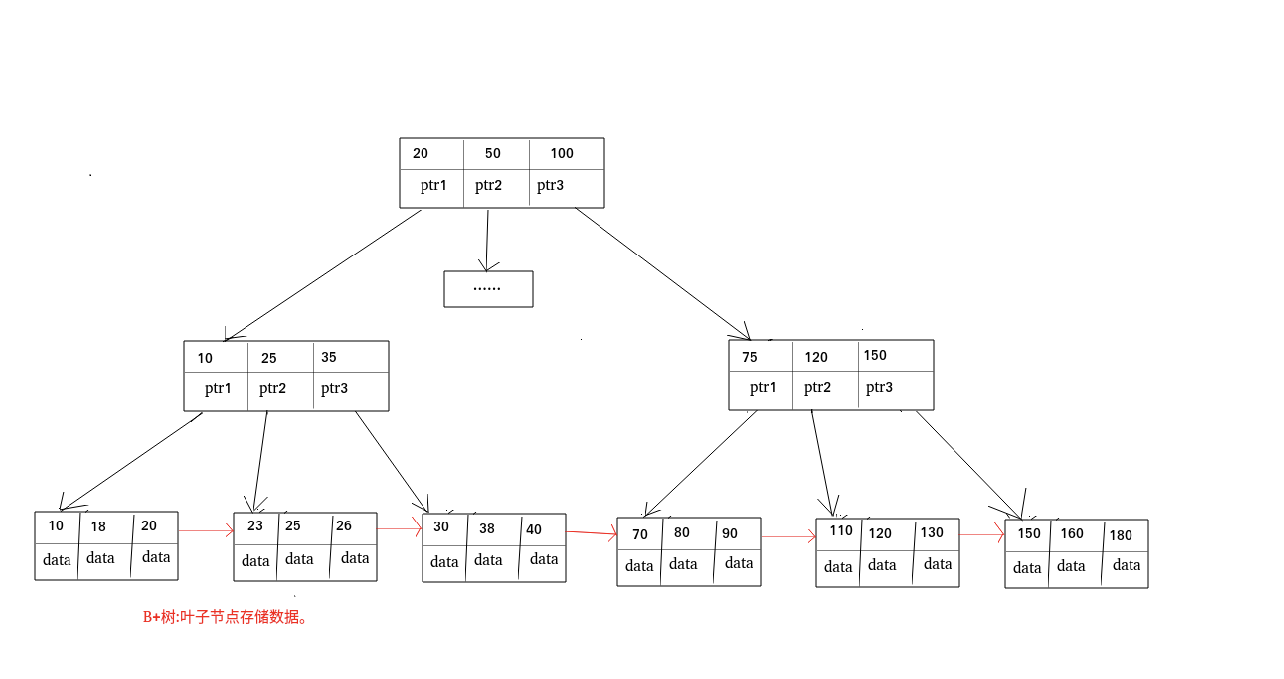 20 50 100
ptr1 ptr2 ptr3
······
10 25 35
ptr1 ptr2 ptr3
75 120 150
ptr1 ptr2 ptr3
10 18 20
data data data
23 25 26
data data data
30 38 40
data data data
70 80 90
data data data
110 120 130
data data data
150 160 180
data data data
B+树:叶子节点存储数据。